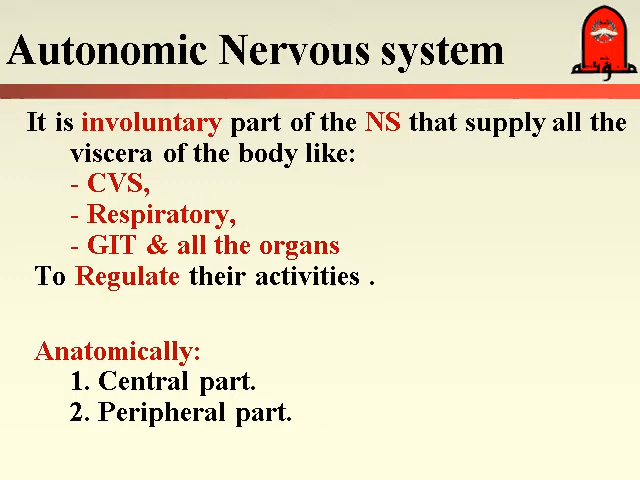 Autonomic Nervous system
مؤته
It is involuntary part of the NS that supply all the
viscera of the body like:
- CVS,
- Respiratory,
- GIT & all the organs
To Regulate their activities .
Anatomically:
1. Central part.
2. Peripheral part.